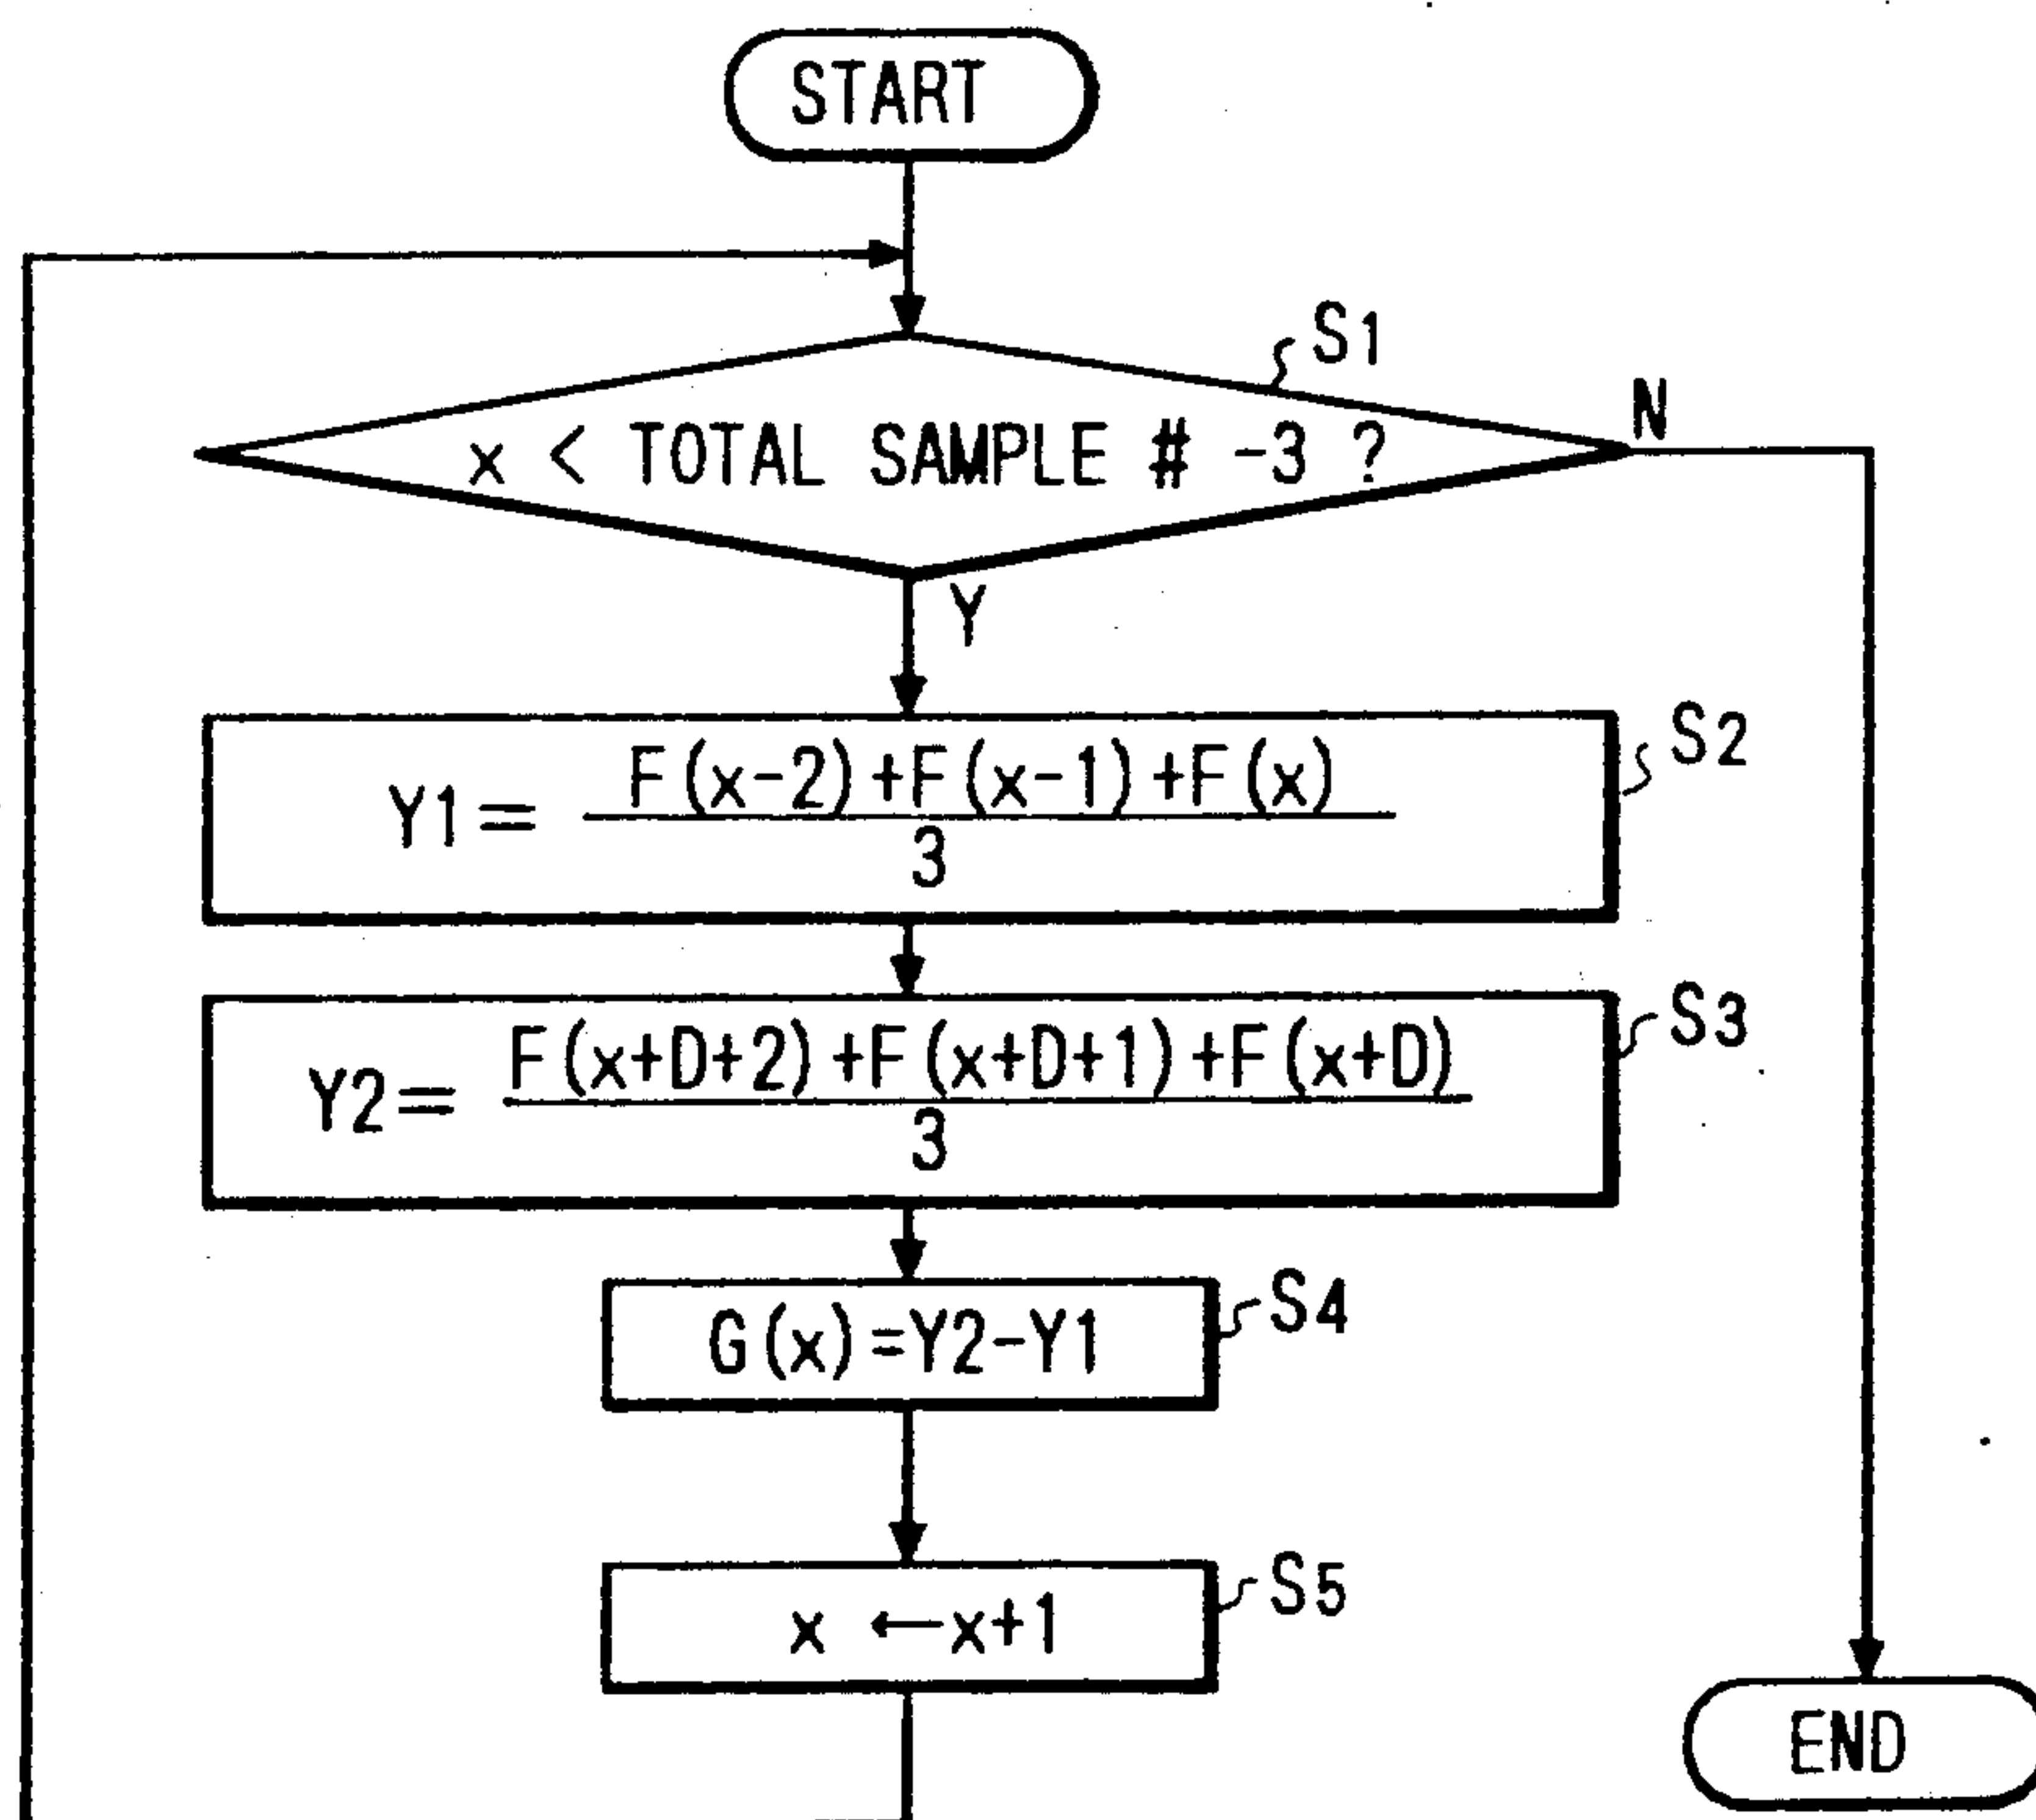 START
S1
N
x < TOTAL SAMPLE # -3 ?
Y
S2
F(x-2)+F(x-1)+F(x)
Y1=
3
S3
F(x+D+2)+F(x+D+1)+F(x+D)
Y2=
3
S4
G(x)=Y2-Y1
S5
x ←x+1
END